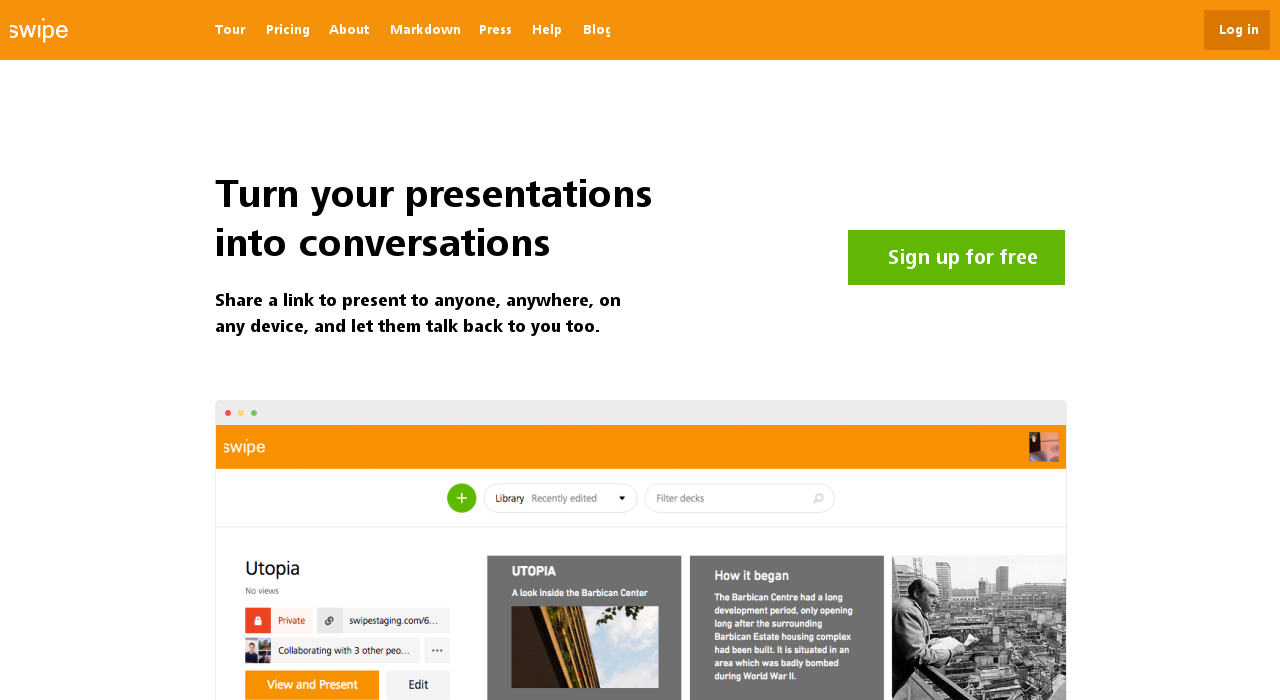 swipe
Tour Pricing About Markdown Press Help Blog
Log in
Turn your presentations
into conversations
Share a link to present to anyone, anywhere, on
any device, and let them talk back to you too.
Sign up for free
swipe
Library Recently edited
Filter decks
Utopia
No views
Private
swipestaging.com/6...
Collaborating with 3 other peo...
View and Present
Edit
UTOPIA
A look inside the Barbican Center
How it began
The Barbican Centre had a long
development period, only opening
long after the surrounding
Barbican Estate housing complex
had been built. It is situated in an
area which was badly bombed
during World War II.